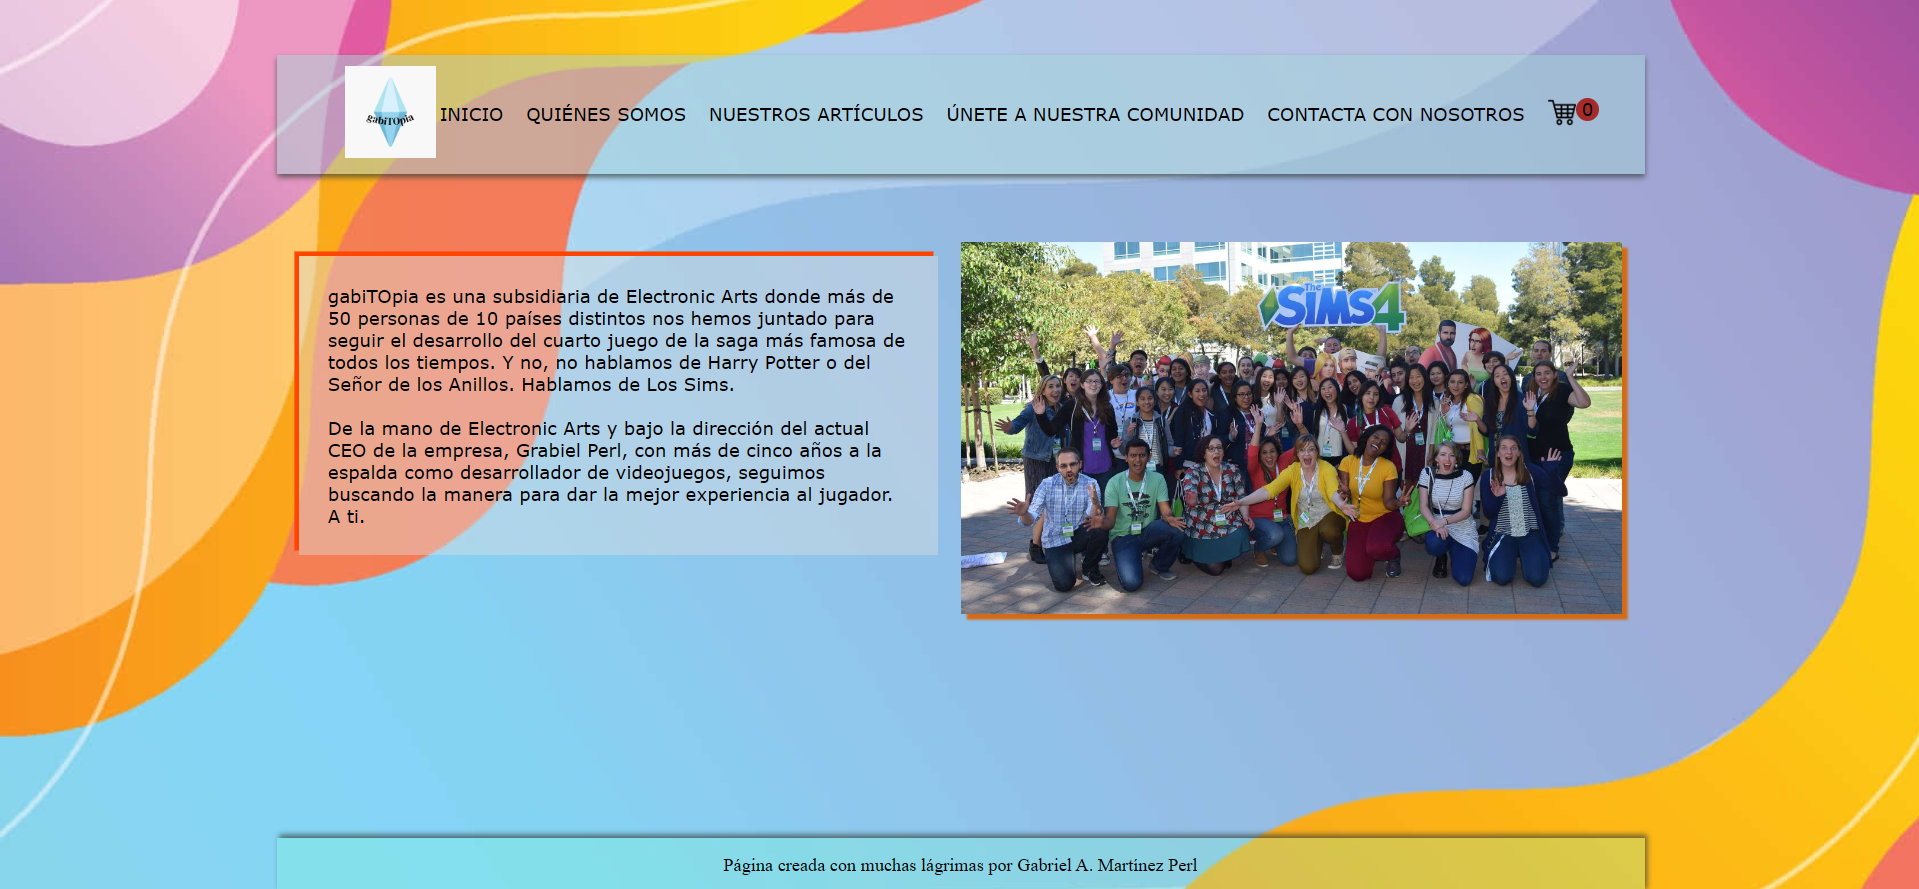 gabiTOpia
INICIO QUIÉNES SOMOS NUESTROS ARTÍCULOS ÚNETE A NUESTRA COMUNIDAD CONTACTA CON NOSOTROS 0
gabiTOpia es una subsidiaria de Electronic Arts donde más de
50 personas de 10 países distintos nos hemos juntado para
seguir el desarrollo del cuarto juego de la saga más famosa de
todos los tiempos. Y no, no hablamos de Harry Potter o del
Señor de los Anillos. Hablamos de Los Sims.
De la mano de Electronic Arts y bajo la dirección del actual
CEO de la empresa, Grabiel Perl, con más de cinco años a la
espalda como desarrollador de videojuegos, seguimos
buscando la manera para dar la mejor experiencia al jugador.
A ti.
The
SIMS 4
Página creada con muchas lágrimas por Gabriel A. Martínez Perl